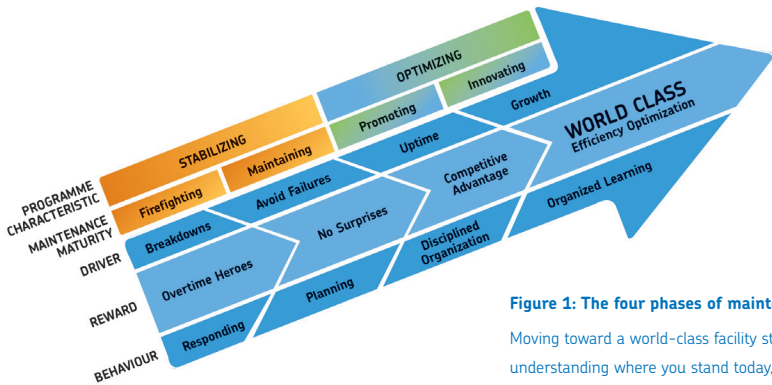 PROGRAMME
CHARACTERISTIC
STABILIZING
OPTIMIZING
MAINTENANCE
MATURITY
Firefighting
Maintaining
Promoting
Innovating
DRIVER
Breakdowns
Avoid Failures
Uptime
Growth
REWARD
Overtime Heroes
No Surprises
Competitive
Advantage
WORLD CLASS
Efficiency Optimization
BEHAVIOUR
Responding
Planning
Disciplined
Organization
Organized Learning
Figure 1: The four phases of maint
Moving toward a world-class facility st
understanding where you stand today,